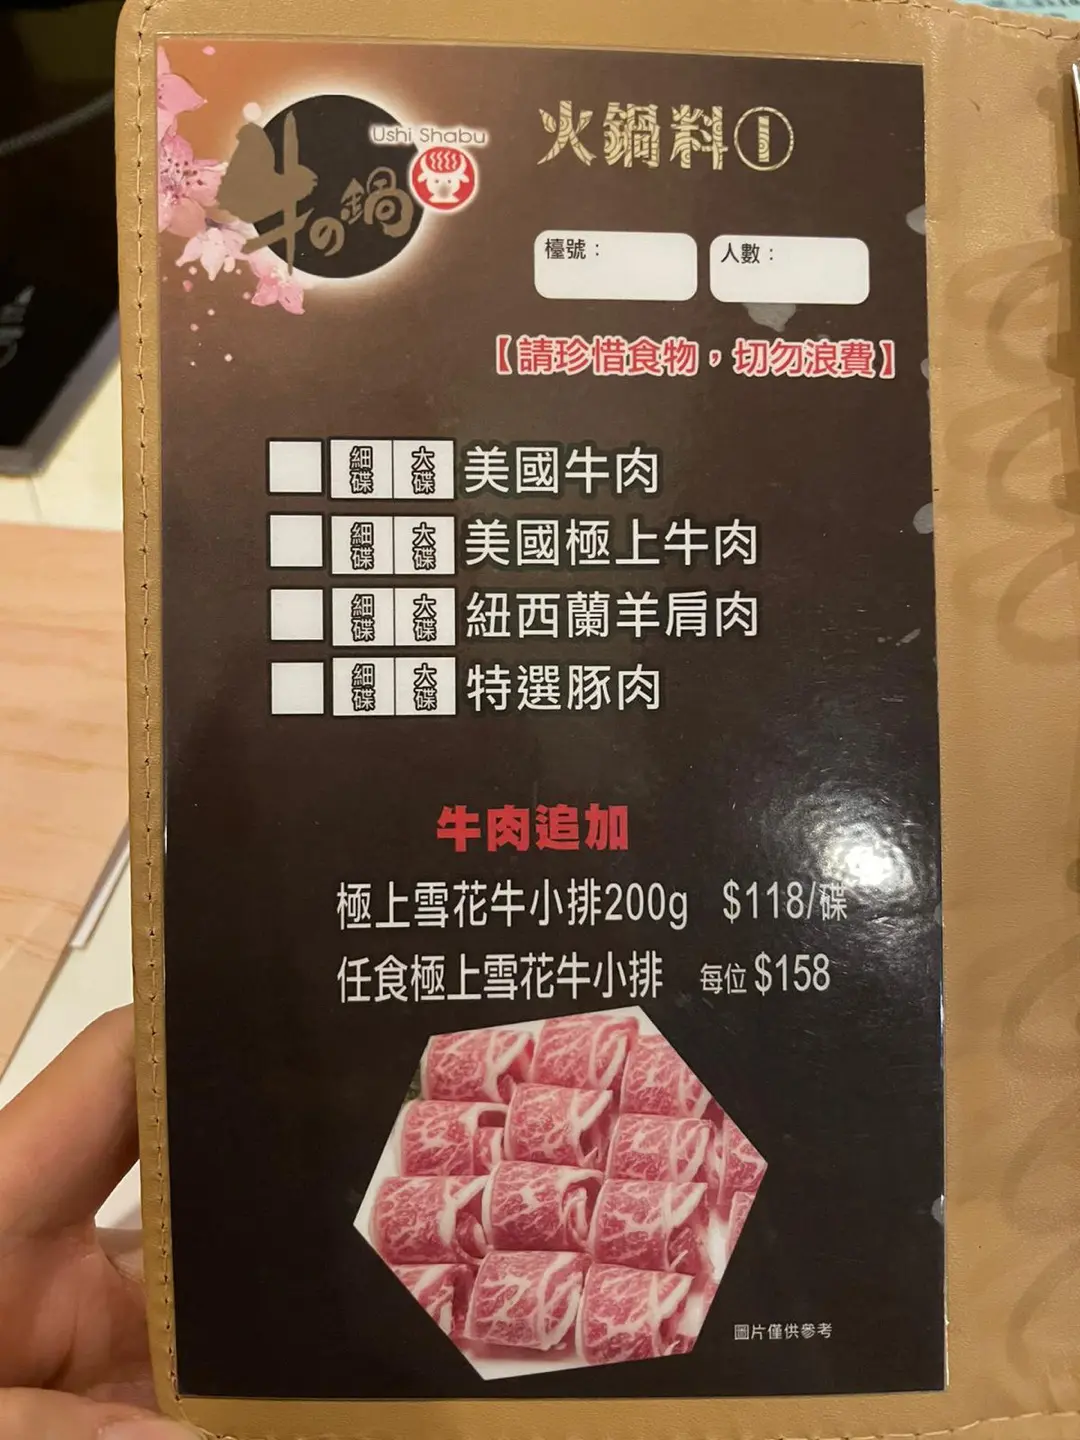 牛の鍋
Ushi Shabu
火鍋料①
檯號：
人數：
【請珍惜食物，切勿浪費】
細碟 大碟 美國牛肉
細碟 大碟 美國極上牛肉
細碟 大碟 紐西蘭羊肩肉
細碟 大碟 特選豚肉
牛肉追加
極上雪花牛小排200g $118/碟
任食極上雪花牛小排 每位$158
圖片僅供參考